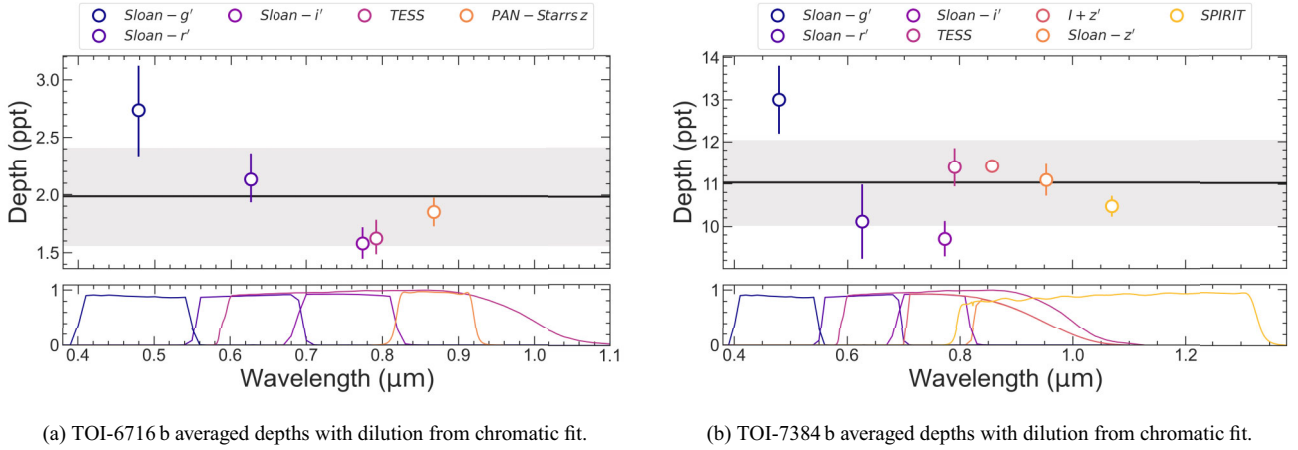 Sloan − g′ Sloan − i′ TESS PAN − Starrs z
Sloan − r′
3.0
2.5
2.0
1.5
Depth (ppt)
1
0
0.4 0.5 0.6 0.7 0.8 0.9 1.0 1.1
Wavelength (μm)
(a) TOI-6716 b averaged depths with dilution from chromatic fit.
Sloan − g′ Sloan − i′ I + z′ SPIRIT
Sloan − r′ TESS Sloan − z′
14
13
12
11
10
9
Depth (ppt)
1
0
0.4 0.6 0.8 1.0 1.2
Wavelength (μm)
(b) TOI-7384 b averaged depths with dilution from chromatic fit.